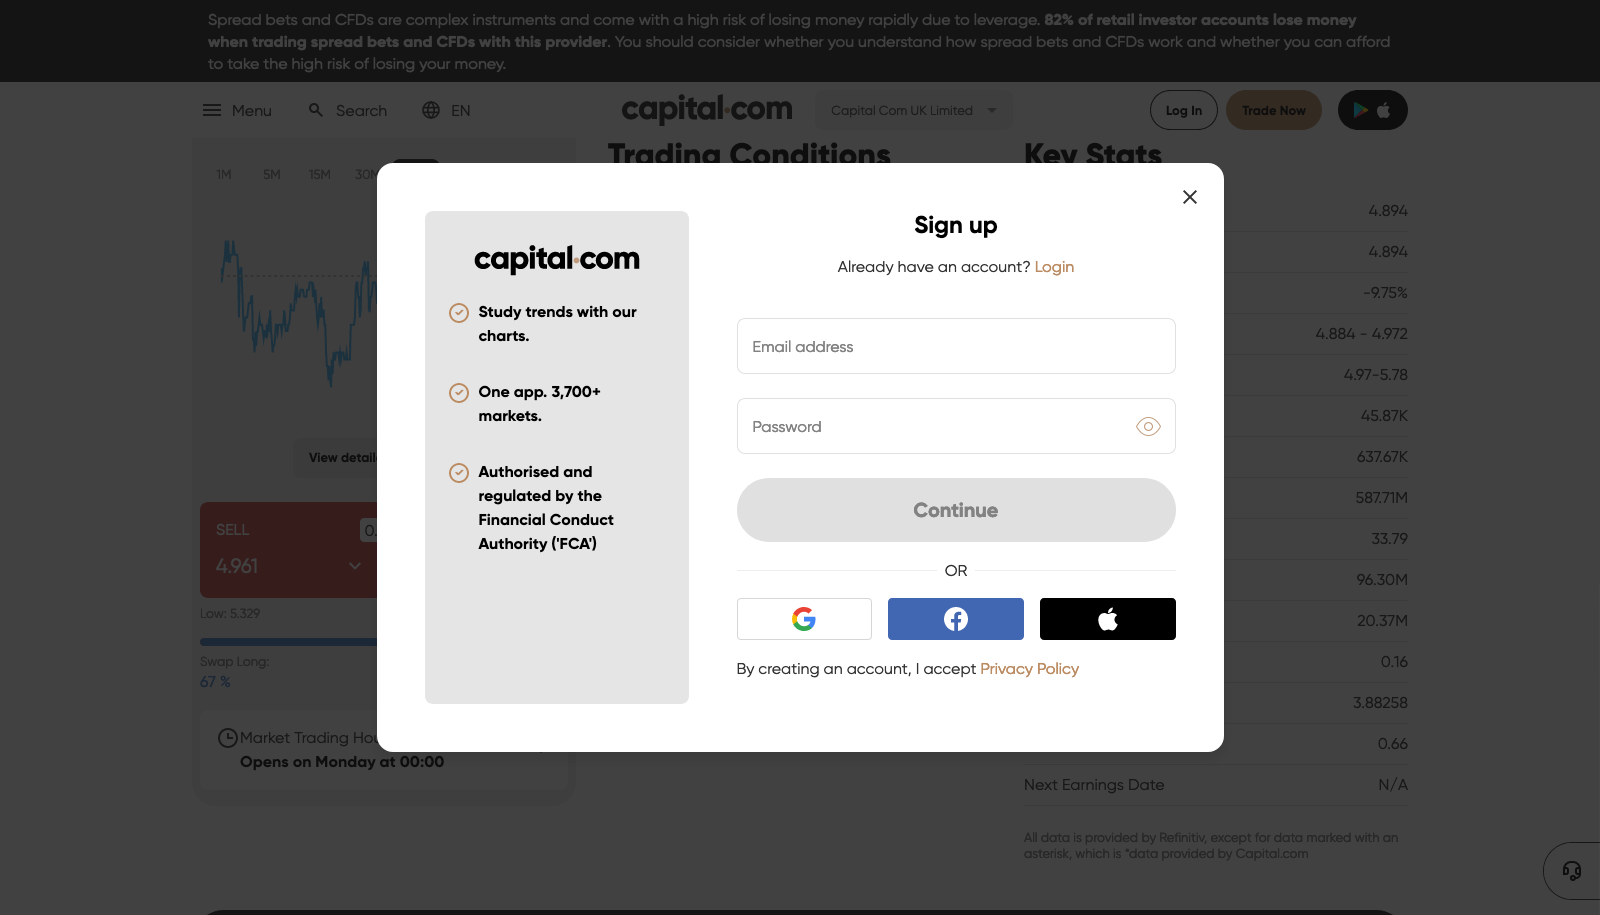 Spread bets and CFDs are complex instruments and come with a high risk of losing money rapidly due to leverage. 82% of retail investor accounts lose money
when trading spread bets and CFDs with this provider. You should consider whether you understand how spread bets and CFDs work and whether you can afford
to take the high risk of losing your money.
Menu
Search
EN
capital.com
Capital Com UK Limited
Log In
Trade Now
Trading Conditions
Key Stats
1M
5M
15M
30M
View details
SELL
4.961
Low: 5.329
Swap Long:
67 %
Market Trading Hou
Opens on Monday at 00:00
capital.com
Study trends with our
charts.
One app. 3,700+
markets.
Authorised and
regulated by the
Financial Conduct
Authority ('FCA')
Sign up
Already have an account? Login
Email address
Password
Continue
OR
By creating an account, I accept Privacy Policy
4.894
4.894
-9.75%
4.884 - 4.972
4.97-5.78
45.87K
637.67K
587.71M
33.79
96.30M
20.37M
0.16
3.88258
0.66
Next Earnings Date
N/A
All data is provided by Refinitiv, except for data marked with an
asterisk, which is *data provided by Capital.com